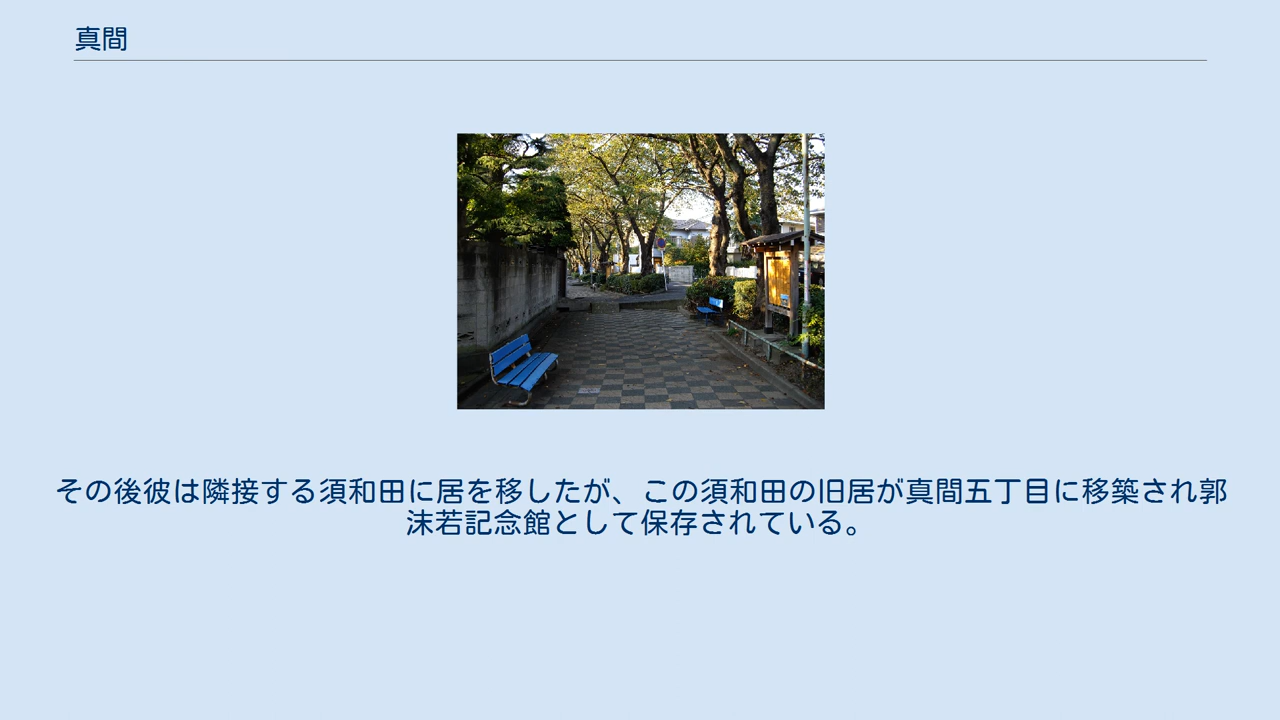 真間
その後彼は隣接する須和田に居を移したが、この須和田の旧居が真間五丁目に移築され郭
沫若記念館として保存されている。